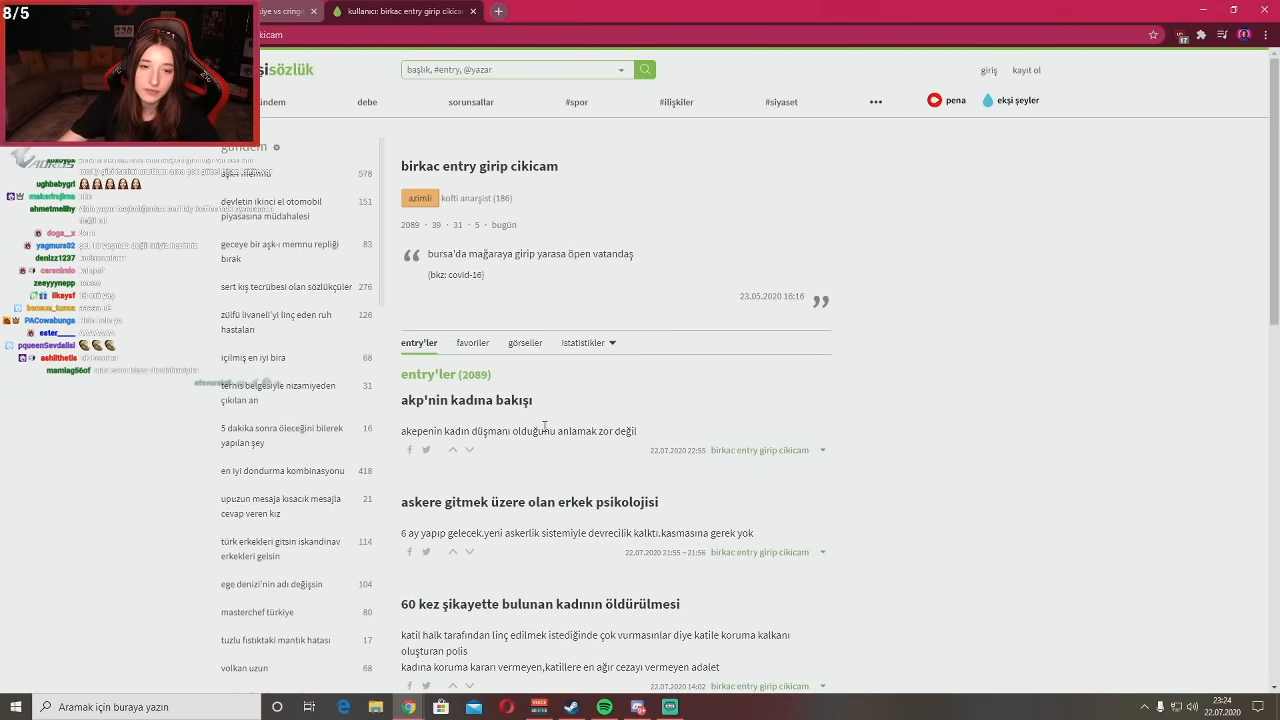 8/5
şisözlük
başlık, #entry, @yazar
giriş
kayıt ol
ündem
debe
sorunsallar
#spor
#ilişkiler
#siyaset
•••
pena
ekşi şeyler
gündem
578
devletin ikinci el otomobil
piyasasına müdahalesi
151
geceye bir aşk-ı memnu repliği
bırak
83
sert kış tecrübesi olan sözlükçüler
276
zülfü livaneli'yi linç eden ruh
hastaları
126
içilmiş en iyi bira
68
terhis belgesiyle nizamiyeden
çıkılan an
31
5 dakika sonra öleceğini bilerek
yapılan şey
16
en iyi dondurma kombinasyonu
418
upuzun mesaja kısacık mesajla
cevap veren kız
21
türk erkekleri gitsin iskandinav
erkekleri gelsin
114
ege denizi'nin adı değişsin
104
masterchef türkiye
80
tuzlu fıstıktaki mantık hatası
17
volkan uzun
68
birkac entry girip cikicam
azimli
kofti anarşist (186)
2089 · 39 · 31 · 5 · bugün
bursa'da mağaraya girip yarasa öpen vatandaş
(bkz: covid-16)
23.05.2020 16:16
entry'ler
favoriler
görseller
istatistikler
entry'ler (2089)
akp'nin kadına bakışı
akepenin kadın düşmanı olduğunu anlamak zor değil
22.07.2020 22:55
birkac entry girip cikicam
askere gitmek üzere olan erkek psikolojisi
6 ay yapıp gelecek.yeni askerlik sistemiyle devrecilik kalktı.kasmasına gerek yok
22.07.2020 21:55 ~ 21:56
birkac entry girip cikicam
60 kez şikayette bulunan kadının öldürülmesi
katil halk tarafından linç edilmek istediğinde çok vurmasınlar diye katile koruma kalkanı
oluşturan polis
kadına koruma kararı vermeyen,katillere en ağır cezayı vermeyen adalet
22.07.2020 14:02
birkac entry girip cikicam
ughbabygrl
makeririujima
ahmetmelihy
doga__x
yagmurs02
denizz1237
cerenimio
zeeyyynepp
ilkaysf
PACowabunga
ester____
pqueenSevdalisi
ashilthetis
Aramak için buraya yazın
23:24
22.07.2020